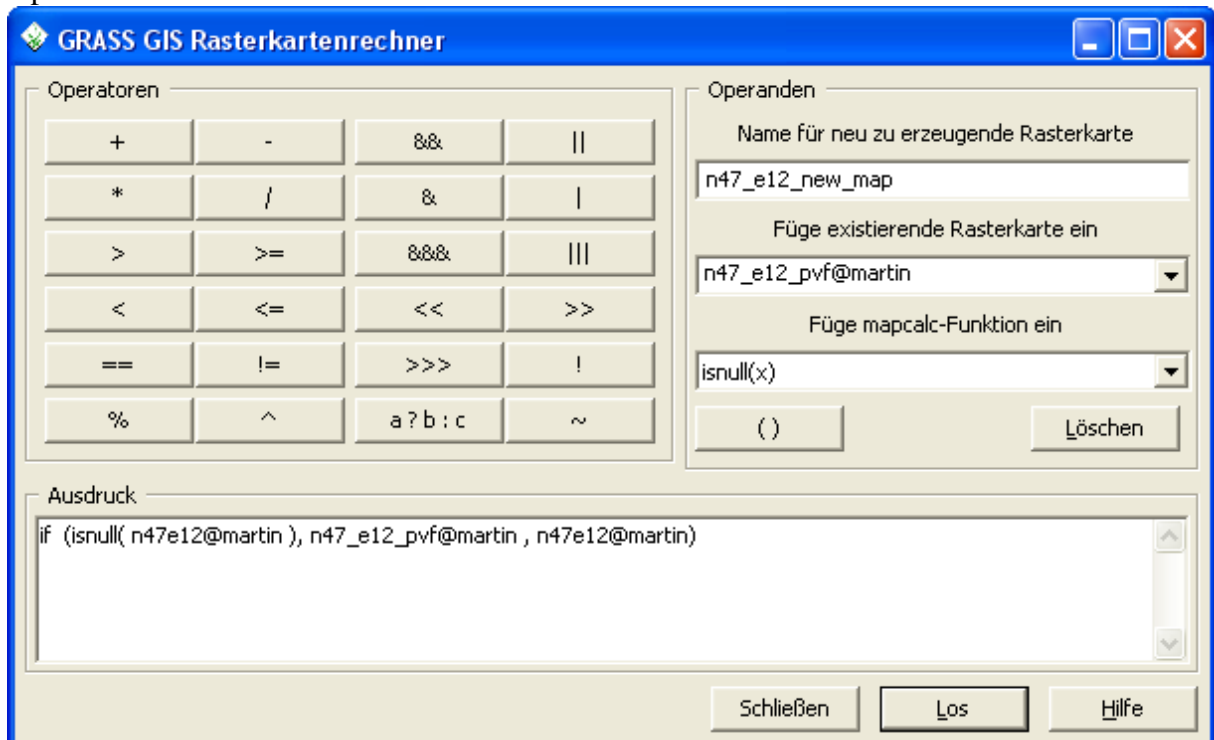 GRASS GIS Rasterkartenrechner
Operatoren
+ - && ||
* / & |
> >= &&& |||
< <= << >>
== != >>> !
% ^ a?b:c ~
Operanden
Name für neu zu erzeugende Rasterkarte
n47_e12_new_map
Füge existierende Rasterkarte ein
n47_e12_pvf@martin
Füge mapcalc-Funktion ein
isnull(x)
() Löschen
Ausdruck
if (isnull( n47e12@martin ), n47_e12_pvf@martin , n47e12@martin)
Schließen Los Hilfe